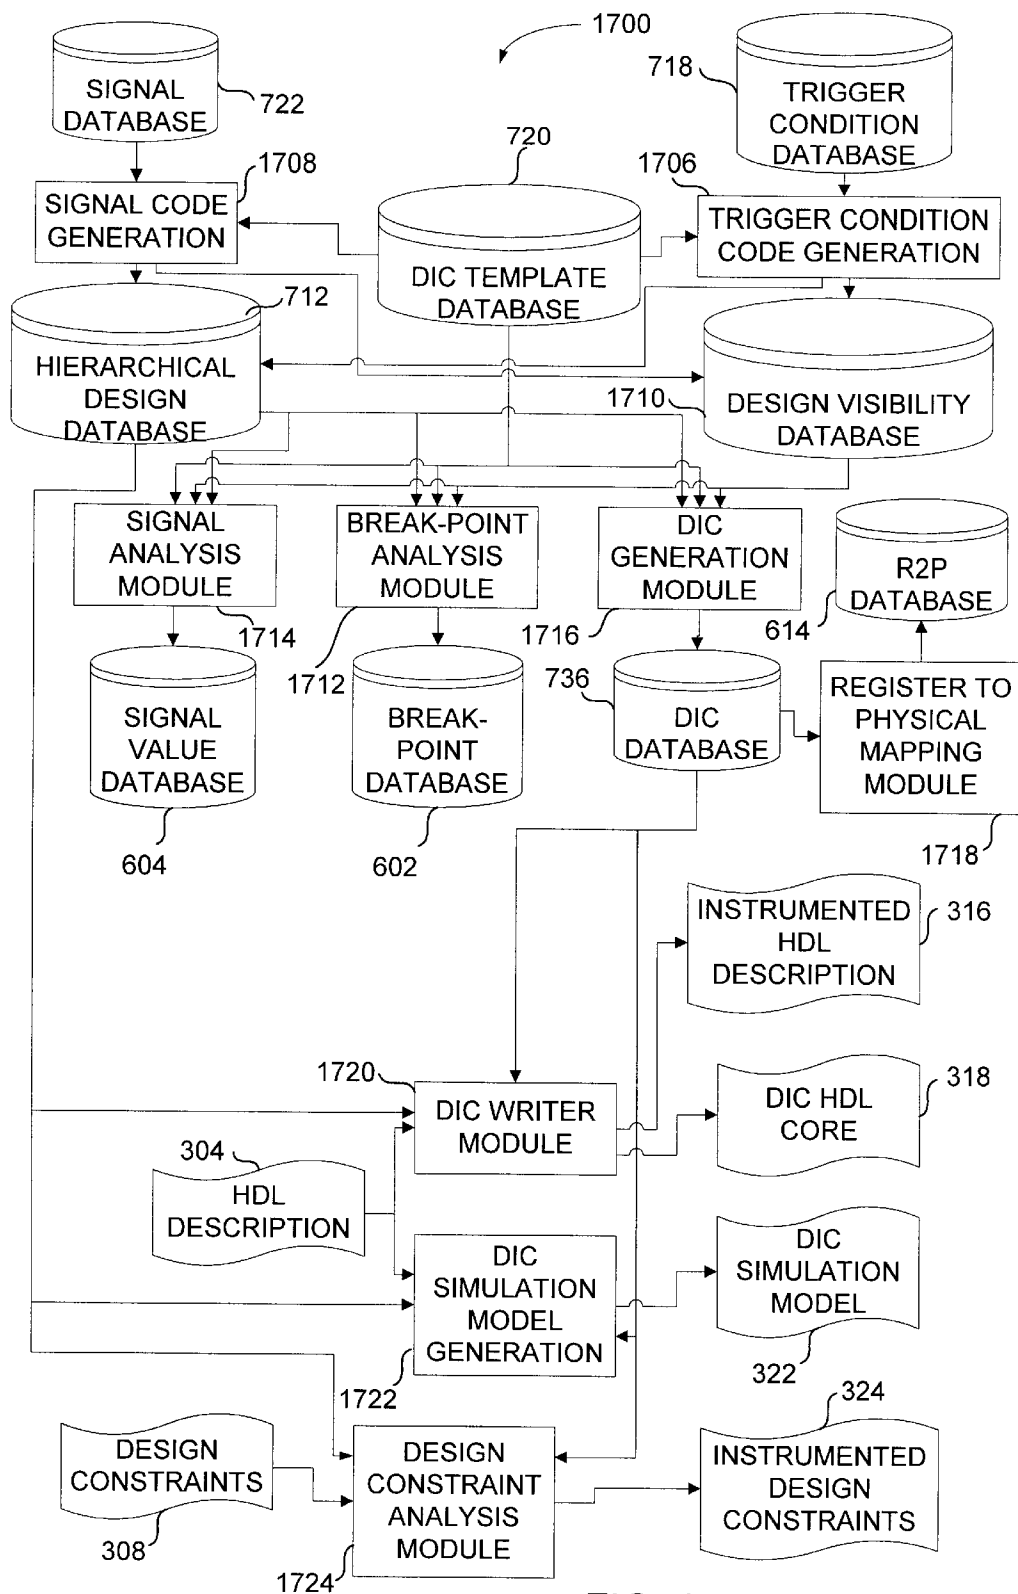 1700
SIGNAL
DATABASE
722
718
TRIGGER
CONDITION
DATABASE
720
1708
SIGNAL CODE
GENERATION
1706
TRIGGER CONDITION
CODE GENERATION
DIC TEMPLATE
DATABASE
712
HIERARCHICAL
DESIGN
DATABASE
1710
DESIGN VISIBILITY
DATABASE
SIGNAL
ANALYSIS
MODULE
1714
BREAK-POINT
ANALYSIS
MODULE
1712
DIC
GENERATION
MODULE
1716
R2P
DATABASE
614
SIGNAL
VALUE
DATABASE
604
BREAK-
POINT
DATABASE
602
736
DIC
DATABASE
REGISTER TO
PHYSICAL
MAPPING
MODULE
1718
INSTRUMENTED
HDL
DESCRIPTION
316
1720
DIC WRITER
MODULE
DIC HDL
CORE
318
304
HDL
DESCRIPTION
DIC
SIMULATION
MODEL
GENERATION
1722
DIC
SIMULATION
MODEL
322
DESIGN
CONSTRAINTS
308
DESIGN
CONSTRAINT
ANALYSIS
MODULE
1724
324
INSTRUMENTED
DESIGN
CONSTRAINTS